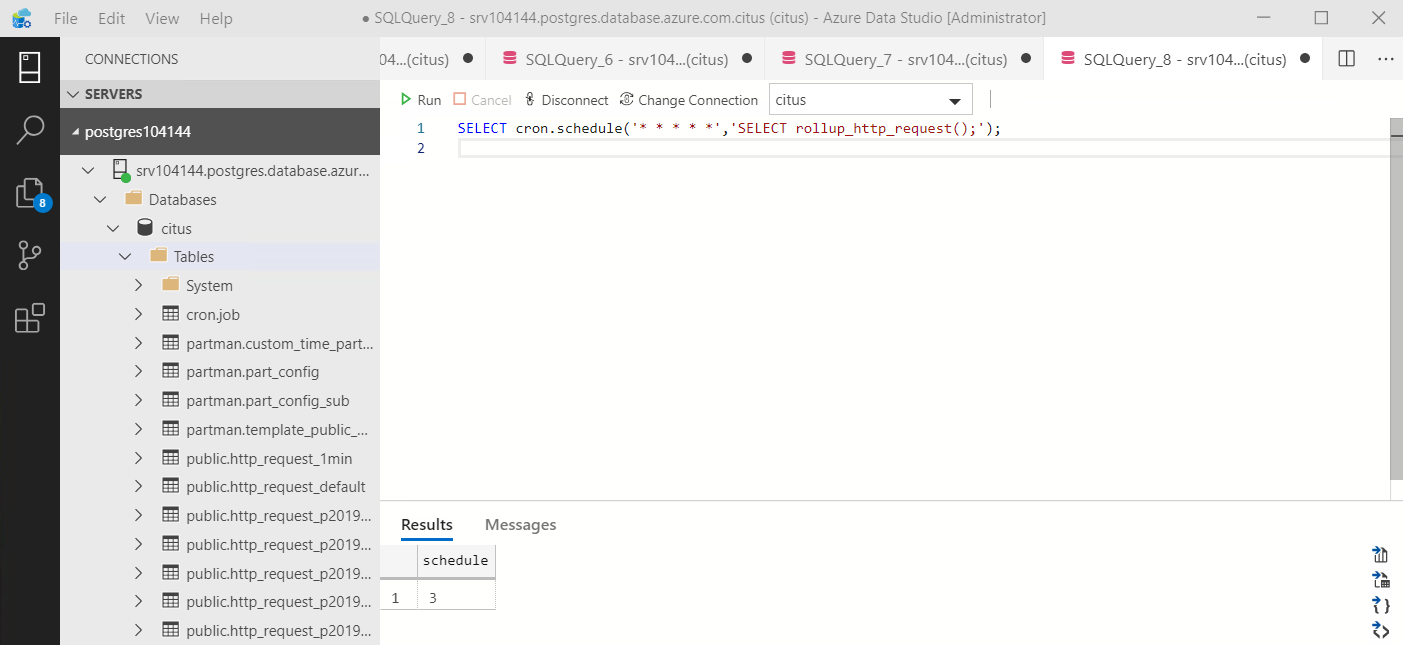 File Edit View Help ● SQLQuery_8 - srv104144.postgres.database.azure.com.citus (citus) - Azure Data Studio [Administrator]
CONNECTIONS
04...(citus) ● SQLQuery_6 - srv104...(citus) ● SQLQuery_7 - srv104...(citus) ● SQLQuery_8 - srv104...(citus) ●
SERVERS
Run Cancel Disconnect Change Connection citus
postgres104144
1 SELECT cron.schedule('* * * * *','SELECT rollup_http_request();');
2
srv104144.postgres.database.azur...
8
Databases
citus
Tables
System
cron.job
partman.custom_time_part...
partman.part_config
partman.part_config_sub
partman.template_public_...
public.http_request_1min
public.http_request_default
public.http_request_p2019...
public.http_request_p2019...
public.http_request_p2019...
public.http_request_p2019...
public.http_request_p2019...
Results Messages
schedule
1 3